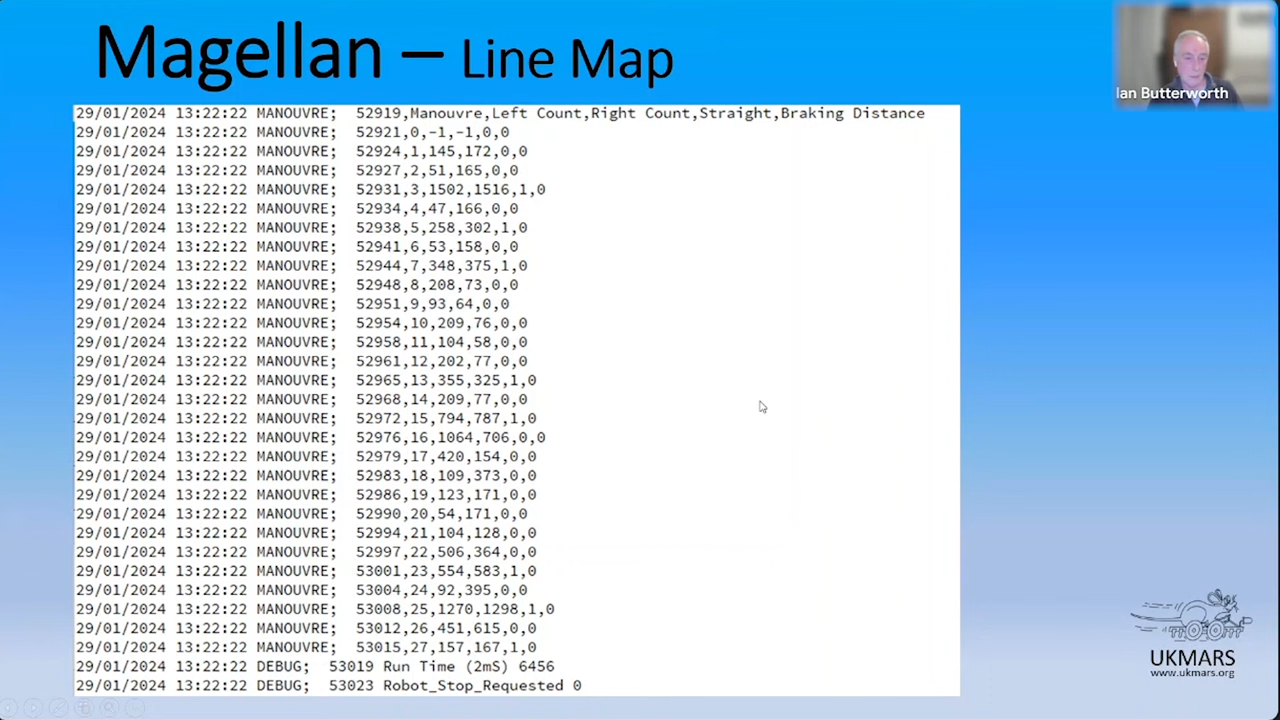 Magellan – Line Map
Ian Butterworth
29/01/2024 13:22:22 MANOUVRE;  52919,Manouvre,Left Count,Right Count,Straight,Braking Distance
29/01/2024 13:22:22 MANOUVRE;  52921,0,-1,-1,0,0
29/01/2024 13:22:22 MANOUVRE;  52924,1,145,172,0,0
29/01/2024 13:22:22 MANOUVRE;  52927,2,51,165,0,0
29/01/2024 13:22:22 MANOUVRE;  52931,3,1502,1516,1,0
29/01/2024 13:22:22 MANOUVRE;  52934,4,47,166,0,0
29/01/2024 13:22:22 MANOUVRE;  52938,5,258,302,1,0
29/01/2024 13:22:22 MANOUVRE;  52941,6,53,158,0,0
29/01/2024 13:22:22 MANOUVRE;  52944,7,348,375,1,0
29/01/2024 13:22:22 MANOUVRE;  52948,8,208,73,0,0
29/01/2024 13:22:22 MANOUVRE;  52951,9,93,64,0,0
29/01/2024 13:22:22 MANOUVRE;  52954,10,209,76,0,0
29/01/2024 13:22:22 MANOUVRE;  52958,11,104,58,0,0
29/01/2024 13:22:22 MANOUVRE;  52961,12,202,77,0,0
29/01/2024 13:22:22 MANOUVRE;  52965,13,355,325,1,0
29/01/2024 13:22:22 MANOUVRE;  52968,14,209,77,0,0
29/01/2024 13:22:22 MANOUVRE;  52972,15,794,787,1,0
29/01/2024 13:22:22 MANOUVRE;  52976,16,1064,706,0,0
29/01/2024 13:22:22 MANOUVRE;  52979,17,420,154,0,0
29/01/2024 13:22:22 MANOUVRE;  52983,18,109,373,0,0
29/01/2024 13:22:22 MANOUVRE;  52986,19,123,171,0,0
29/01/2024 13:22:22 MANOUVRE;  52990,20,54,171,0,0
29/01/2024 13:22:22 MANOUVRE;  52994,21,104,128,0,0
29/01/2024 13:22:22 MANOUVRE;  52997,22,506,364,0,0
29/01/2024 13:22:22 MANOUVRE;  53001,23,554,583,1,0
29/01/2024 13:22:22 MANOUVRE;  53004,24,92,395,0,0
29/01/2024 13:22:22 MANOUVRE;  53008,25,1270,1298,1,0
29/01/2024 13:22:22 MANOUVRE;  53012,26,451,615,0,0
29/01/2024 13:22:22 MANOUVRE;  53015,27,157,167,1,0
29/01/2024 13:22:22 DEBUG;  53019 Run Time (2mS) 6456
29/01/2024 13:22:22 DEBUG;  53023 Robot_Stop_Requested 0
UKMARS
www.ukmars.org